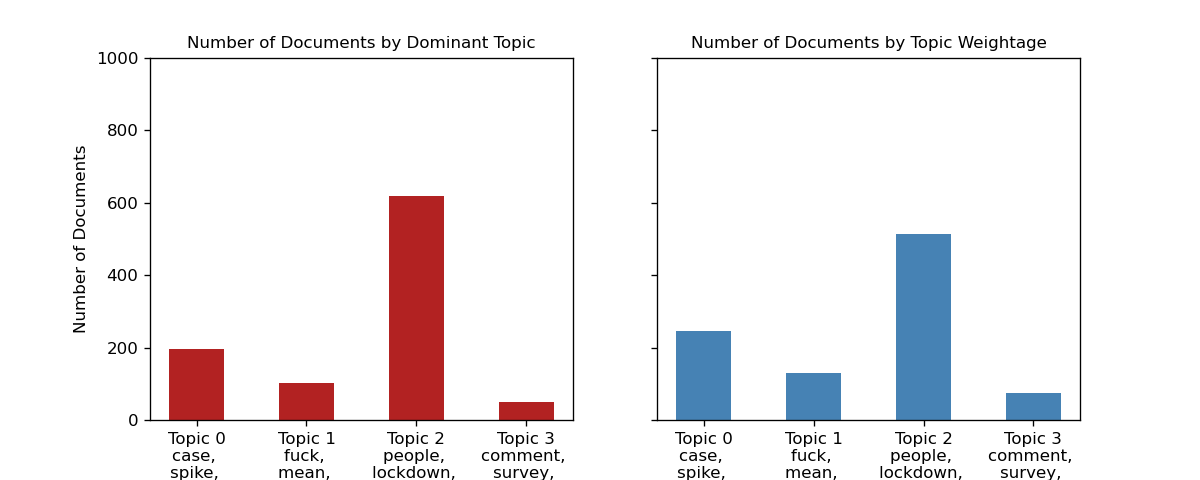 Number of Documents by Dominant Topic
Number of Documents
1000
800
600
400
200
0
Topic 0
case,
spike,
Topic 1
fuck,
mean,
Topic 2
people,
lockdown,
Topic 3
comment,
survey,
Number of Documents by Topic Weightage
Topic 0
case,
spike,
Topic 1
fuck,
mean,
Topic 2
people,
lockdown,
Topic 3
comment,
survey,